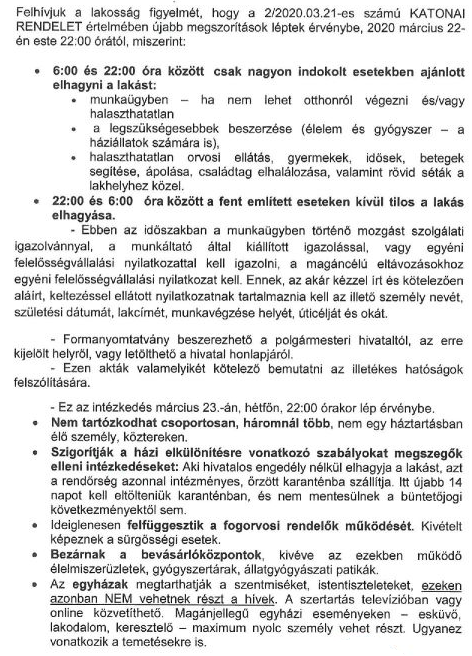 Felhívjuk a lakosság figyelmét, hogy a 2/2020.03.21-es számú KATONAI
RENDELET értelmében újabb megszorítások léptek érvénybe, 2020 március 22-
én este 22:00 órától, miszerint:
• 6:00 és 22:00 óra között csak nagyon indokolt esetekben ajánlott
elhagyni a lakást:
• munkaügyben – ha nem lehet otthonról végezni és/vagy
halaszthatatlan
• a legszükségesebbek beszerzése (élelem és gyógyszer – a
háziállatok számára is),
• halaszthatatlan orvosi ellátás, gyermekek, idősek, betegek
segítése, ápolása, családtag elhalálozása, valamint rövid séták a
lakhelyhez közel.
• 22:00 és 6:00 óra között a fent említett eseteken kívül tilos a lakás
elhagyása.
- Ebben az időszakban a munkaügyben történő mozgást szolgálati
igazolvánnyal, a munkáltató által kiállított igazolással, vagy egyéni
felelősségvállalási nyilatkozattal kell igazolni, a magáncélú eltávozásokhoz
egyéni felelősségvállalási nyilatkozat kell. Ennek, az akár kézzel írt és kötelezően
aláírt, keltezéssel ellátott nyilatkozatnak tartalmaznia kell az illető személy nevét,
születési dátumát, lakcímét, munkavégzése helyét, úticélját és okát.
- Formanyomtatvány beszerezhető a polgármesteri hivataltól, az erre
kijelölt helyről, vagy letölthető a hivatal honlapjáról.
- Ezen akták valamelyikét kötelező bemutatni az illetékes hatóságok
felszólítására.
- Ez az intézkedés március 23.-án, hétfőn, 22:00 órakor lép érvénybe.
• Nem tartózkodhat csoportosan, háromnál több, nem egy háztartásban
élő személy, köztereken.
• Szigorítják a házi elkülönítésre vonatkozó szabályokat megszegők
elleni intézkedéseket: Aki hivatalos engedély nélkül elhagyja a lakást, azt
a rendőrség azonnal intézményes, őrzött karanténba szállítja. Itt újabb 14
napot kell eltölteniük karanténban, és nem mentesülnek a büntetőjogi
következményektől sem.
• Ideiglenesen felfüggesztik a fogorvosi rendelők működését. Kivételt
képeznek a sürgősségi esetek.
• Bezárnak a bevásárlóközpontok, kivéve az ezekben működő
élelmiszerüzletek, gyógyszertárak, állatgyógyászati patikák.
• Az egyházak megtarthatják a szentmiséket, istentiszteleteket, ezeken
azonban NEM vehetnek részt a hívek. A szertartás televízióban vagy
online közvetíthető. Magánjellegű egyházi eseményeken – esküvő,
lakodalom, keresztelő – maximum nyolc személy vehet részt. Ugyanez
vonatkozik a temetésekre is.